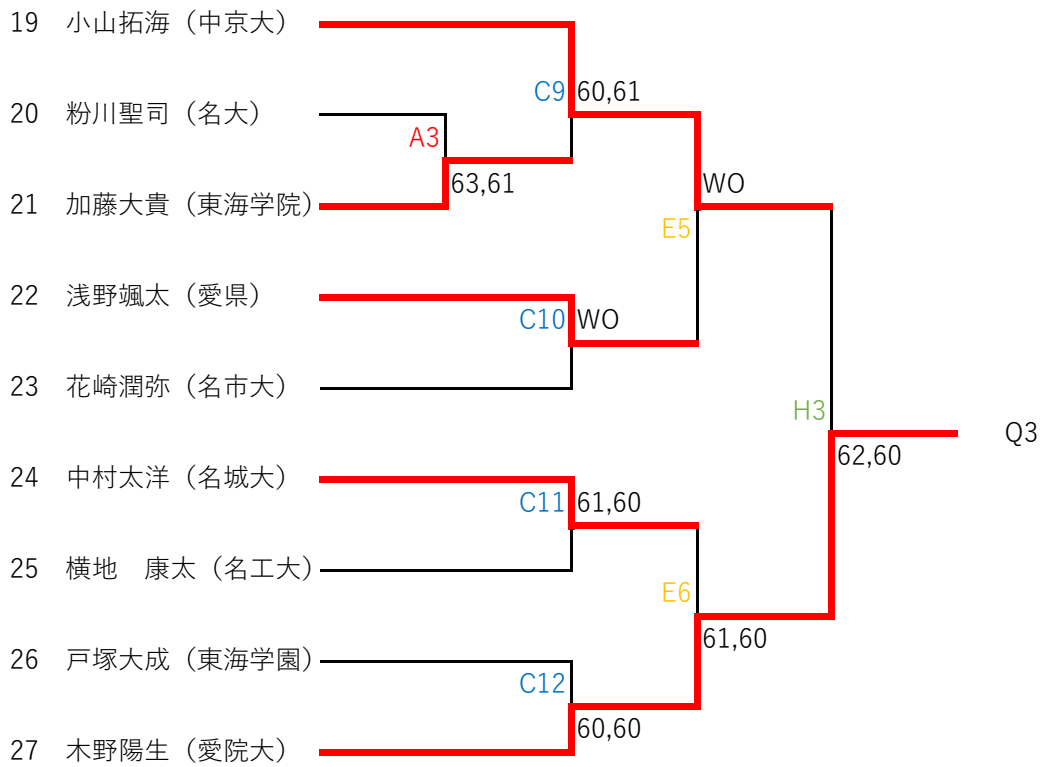 19 小山拓海（中京大）
C9 60,61
20 粉川聖司（名大）
A3
63,61
WO
21 加藤大貴（東海学院）
E5
22 浅野颯太（愛県）
C10 WO
23 花崎潤弥（名市大）
H3
Q3
62,60
24 中村太洋（名城大）
C11 61,60
25 横地　康太（名工大）
E6
61,60
26 戸塚大成（東海学園）
C12
60,60
27 木野陽生（愛院大）